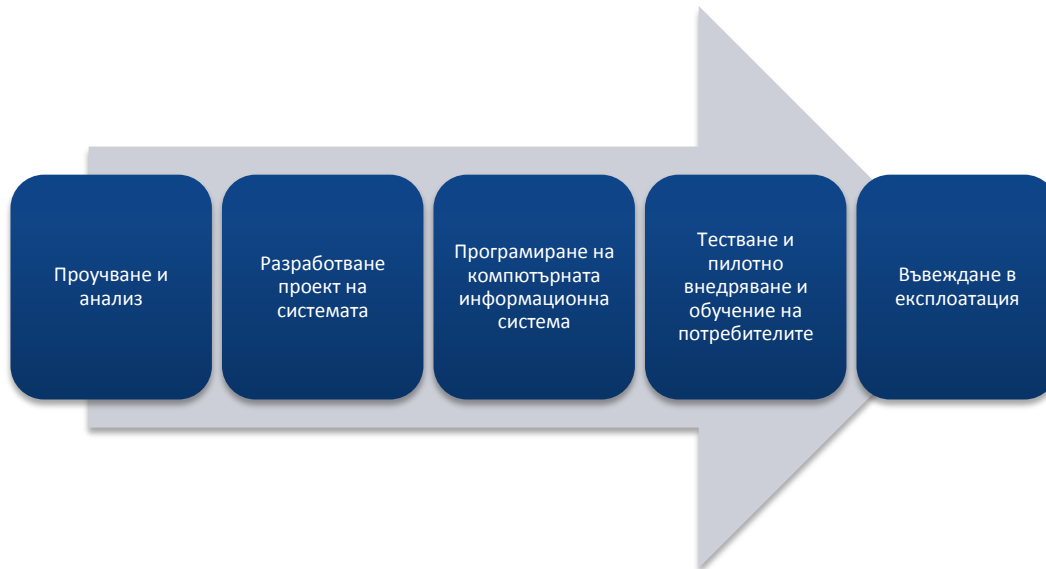 Проучване и
анализ
Разработване
проект на
системата
Програмиране на
компютърната
информационна
система
Тестване и
пилотно
внедряване и
обучение на
потребителите
Въвеждане в
експлоатация